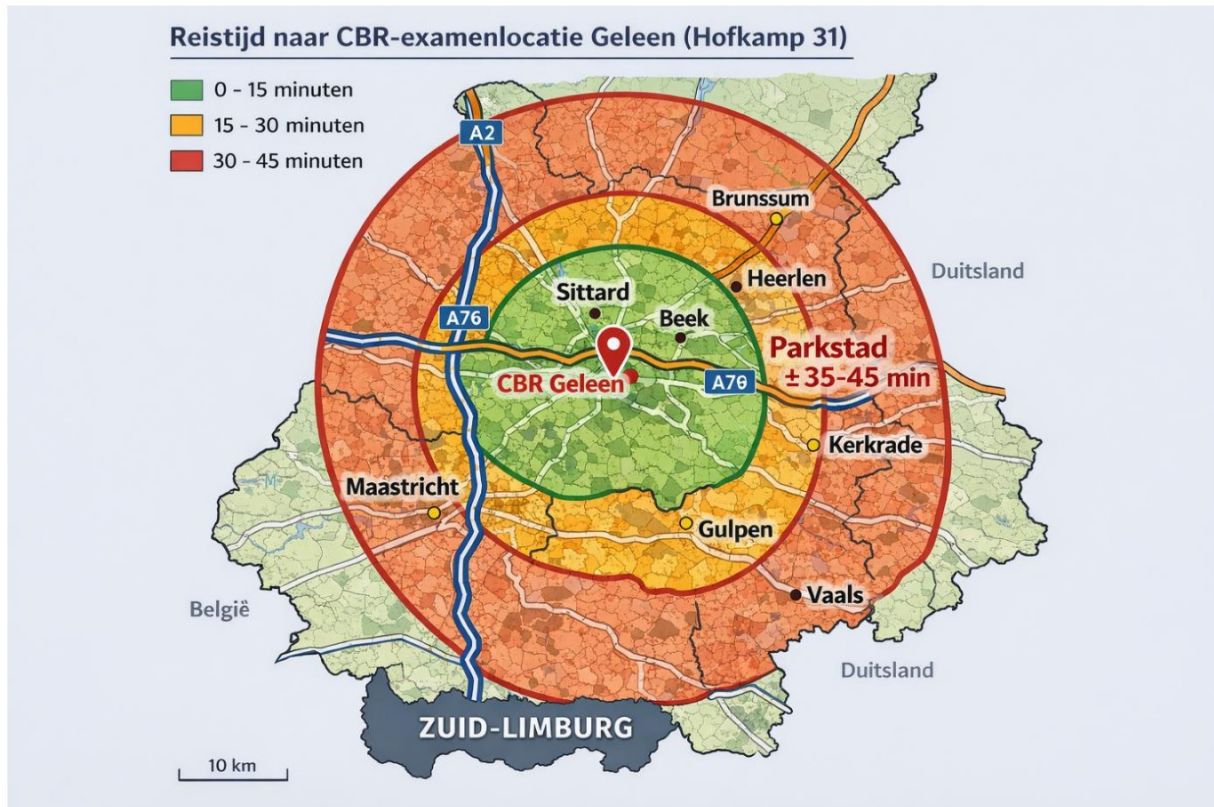 Reistijd naar CBR-examenlocatie Geleen (Hofkamp 31)
0 - 15 minuten
15 - 30 minuten
30 - 45 minuten
A2
Brunssum
Duitsland
Heerlen
Sittard
A76
Beek
Parkstad
± 35-45 min
CBR Geleen
A70
Kerkrade
Maastricht
Gulpen
Vaals
België
Duitsland
ZUID-LIMBURG
10 km